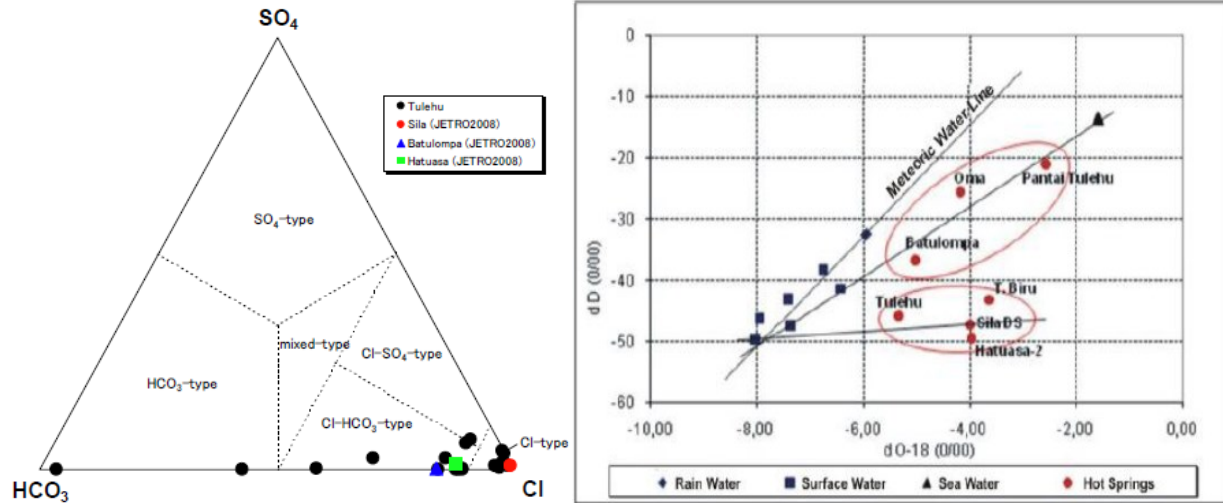 SO4
Tulehu
Sila (JETRO2008)
Batulompa (JETRO2008)
Hatuasa (JETRO2008)
SO4-type
mixed-type
Cl-SO4-type
HCO3-type
Cl-HCO3-type
Cl-type
HCO3
Cl
0
-10
-20
-30
-40
-50
-60
dD (0/00)
Meteoric Water Line
Oma
Pantai Tulehu
Batulompa
T. Biru
Tulehu
Sila DS
Hatuasa-2
-10,00
-8,00
-6,00
-4,00
-2,00
0,00
dO-18 (0/00)
Rain Water
Surface Water
Sea Water
Hot Springs